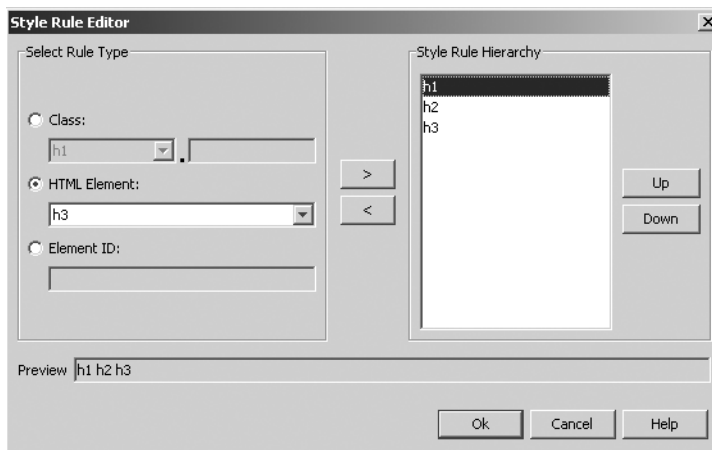 Style Rule Editor
Select Rule Type
Class:
h1 .
HTML Element:
h3
Element ID:
>
<
Style Rule Hierarchy
h1
h2
h3
Up
Down
Preview h1 h2 h3
Ok Cancel Help